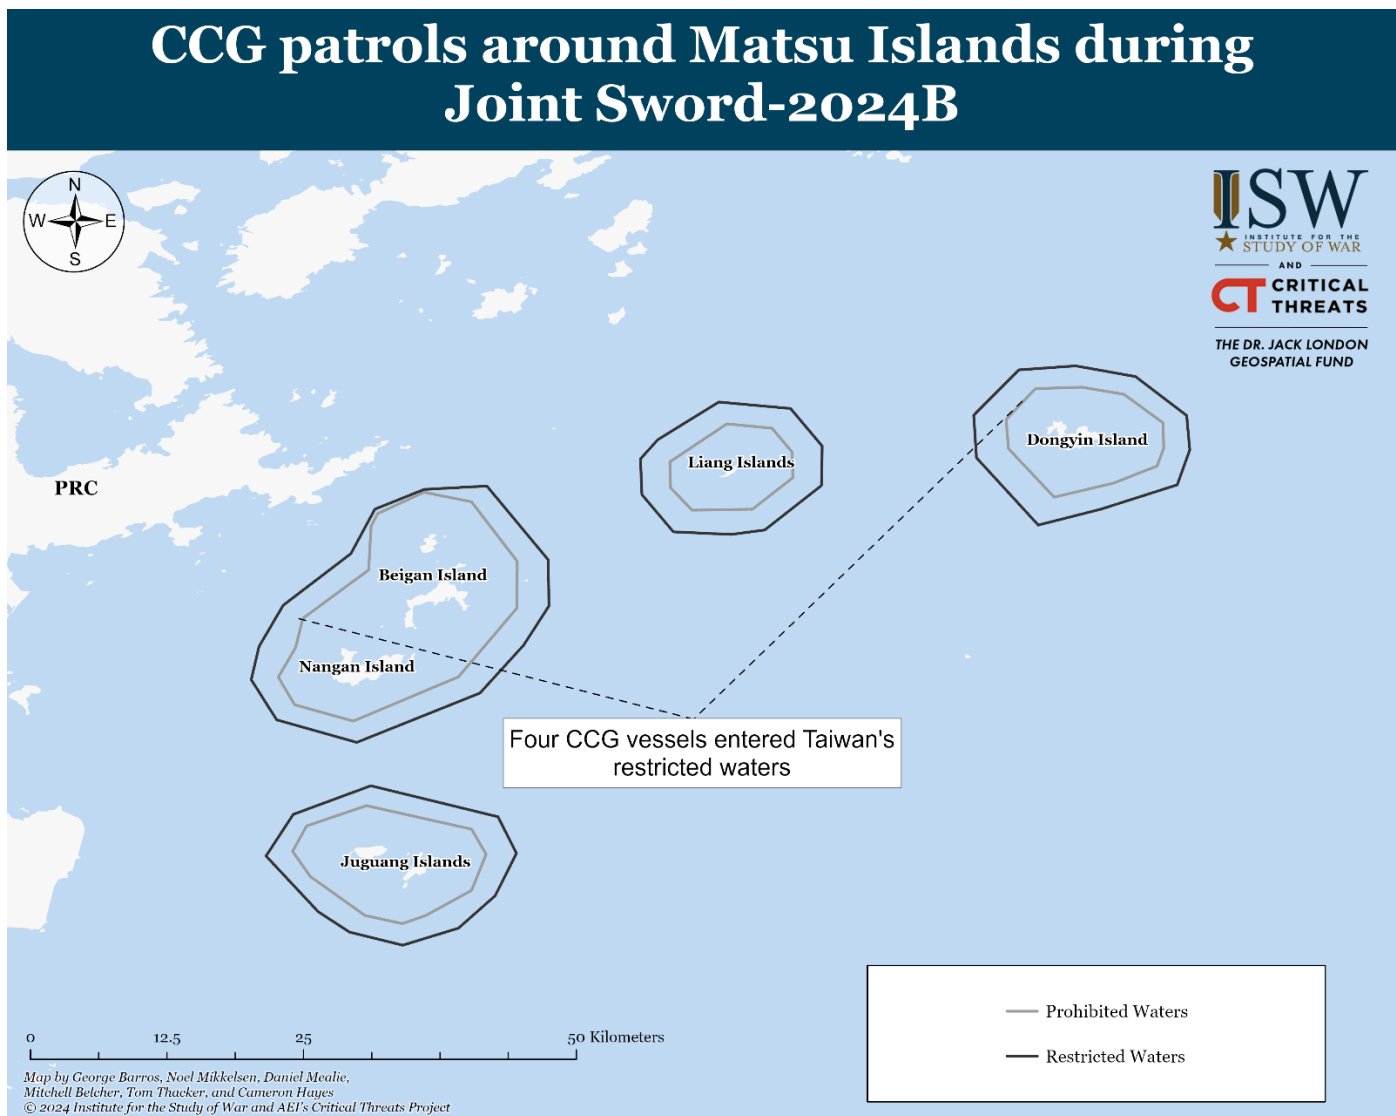 CCG patrols around Matsu Islands during
Joint Sword-2024B
N
W
E
S
ISW
INSTITUTE FOR THE
STUDY OF WAR
AND
CT CRITICAL
THREATS
THE DR. JACK LONDON
GEOSPATIAL FUND
Dongyin Island
Liang Islands
PRC
Beigan Island
Nangan Island
Four CCG vessels entered Taiwan's
restricted waters
Juguang Islands
Prohibited Waters
Restricted Waters
0 12.5 25 50 Kilometers
Map by George Barros, Noel Mikkelsen, Daniel Mealie,
Mitchell Belcher, Tom Thacker, and Cameron Hayes
© 2024 Institute for the Study of War and AEI's Critical Threats Project